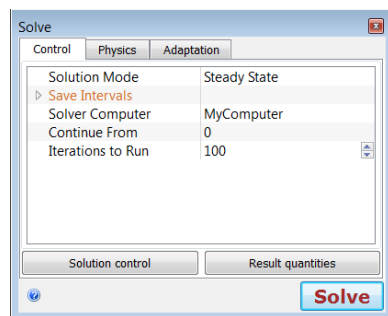 Solve
Control Physics Adaptation
Solution Mode Steady State
Save Intervals
Solver Computer MyComputer
Continue From 0
Iterations to Run 100
Solution control Result quantities
Solve